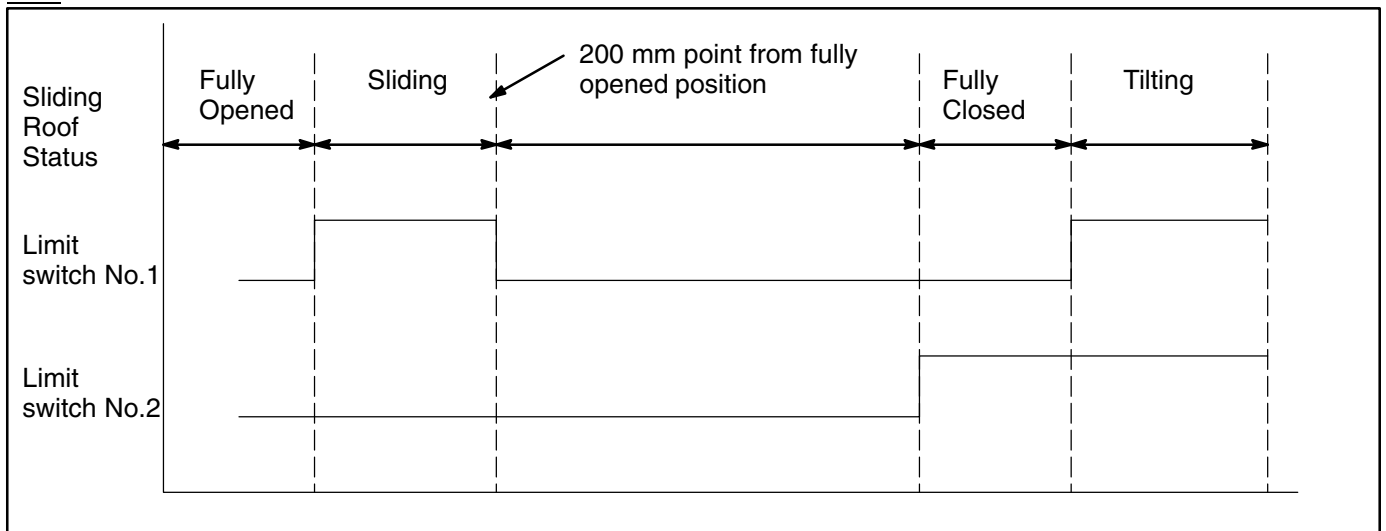 200 mm point from fully
opened position
Fully
Opened
Sliding
Fully
Closed
Tilting
Sliding
Roof
Status
Limit
switch No.1
Limit
switch No.2